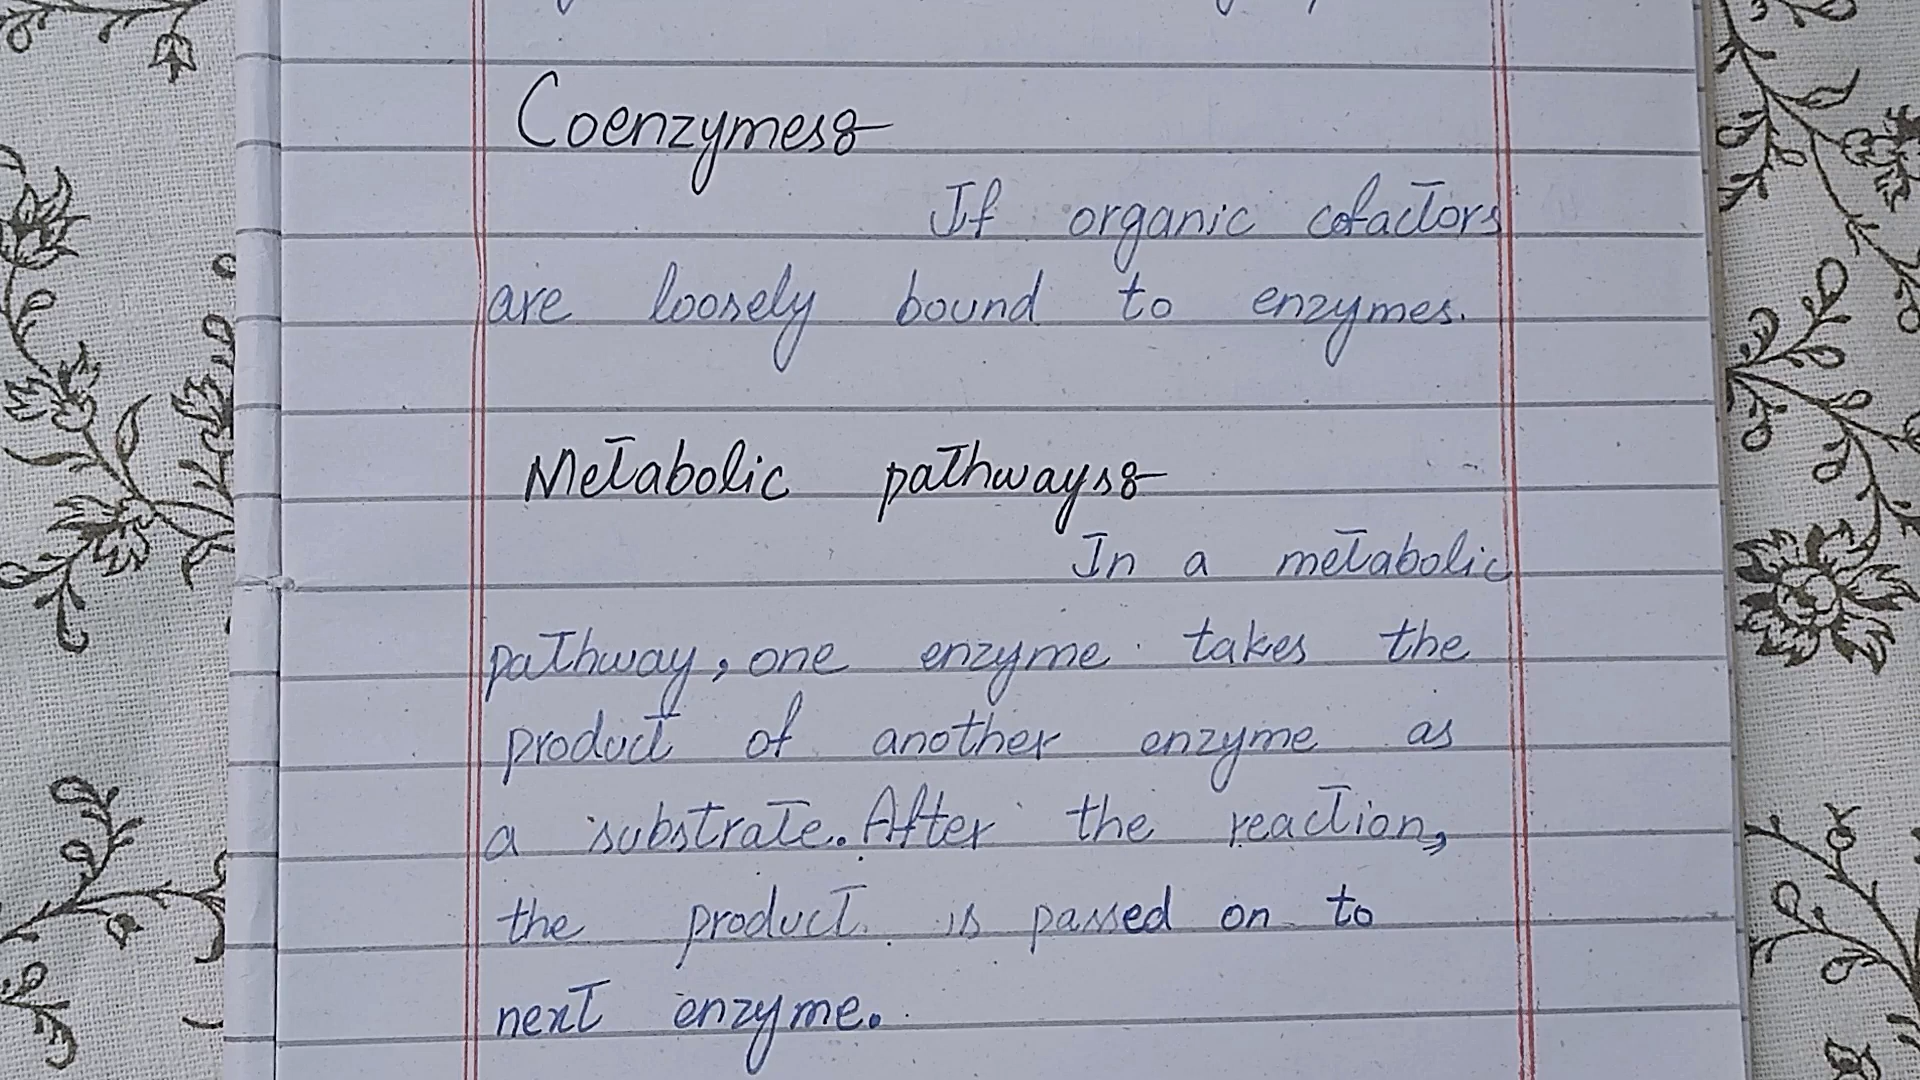 Coenzymes:-
If organic cofactors
are loosely bound to enzymes.
Metabolic pathways:-
In a metabolic
pathway, one enzyme takes the
product of another enzyme as
a substrate. After the reaction,
the product is passed on to
next enzyme.